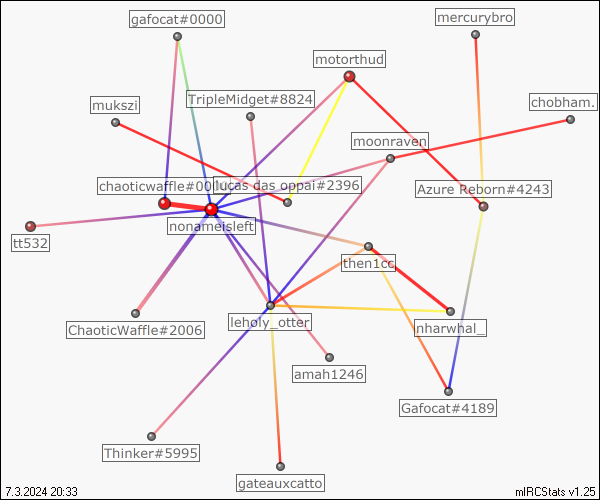 gafocat#0000
mercurybro
motorthud
mukszi
TripleMidget#8824
chobham.
moonraven
chaoticwaffle#00
lucas das oppai#2396
Azure Reborn#4243
nonameisleft
tt532
then1cc
ChaoticWaffle#2006
leholy_otter
nharwhal_
amah1246
Gafocat#4189
Thinker#5995
gateauxcatto
7.3.2024 20:33
mIRCStats v1.25